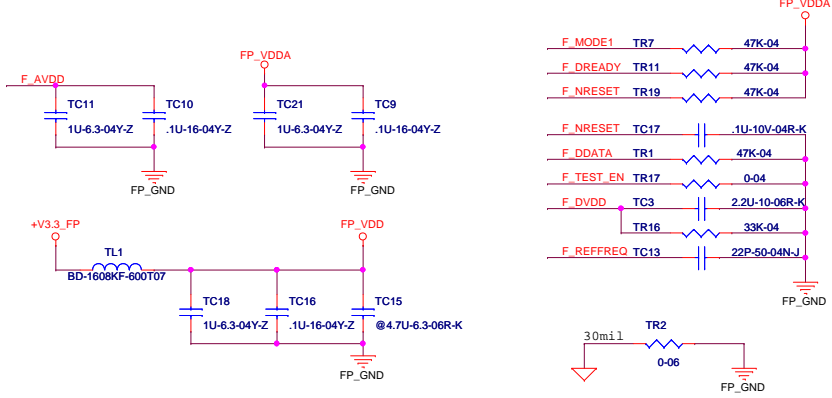 F_AVDD
TC11
1U-6.3-04Y-Z
TC10
.1U-16-04Y-Z
FP_GND
FP_VDDA
TC21
1U-6.3-04Y-Z
TC9
.1U-16-04Y-Z
FP_GND
+V3.3_FP
TL1
BD-1608KF-600T07
FP_VDD
TC18
1U-6.3-04Y-Z
TC16
.1U-16-04Y-Z
TC15
@4.7U-6.3-06R-K
FP_GND
FP_VDDA
F_MODE1 TR7 47K-04
F_DREADY TR11 47K-04
F_NRESET TR19 47K-04
F_NRESET TC17 .1U-10V-04R-K
F_DDATA TR1 47K-04
F_TEST_EN TR17 0-04
F_DVDD TC3 2.2U-10-06R-K
TR16 33K-04
F_REFFREQ TC13 22P-50-04N-J
FP_GND
30mil
TR2
0-06
FP_GND